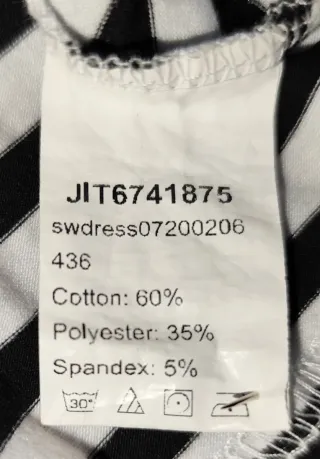 JIT6741875
swdress07200206
436
Cotton: 60%
Polyester: 35%
Spandex: 5%
30°